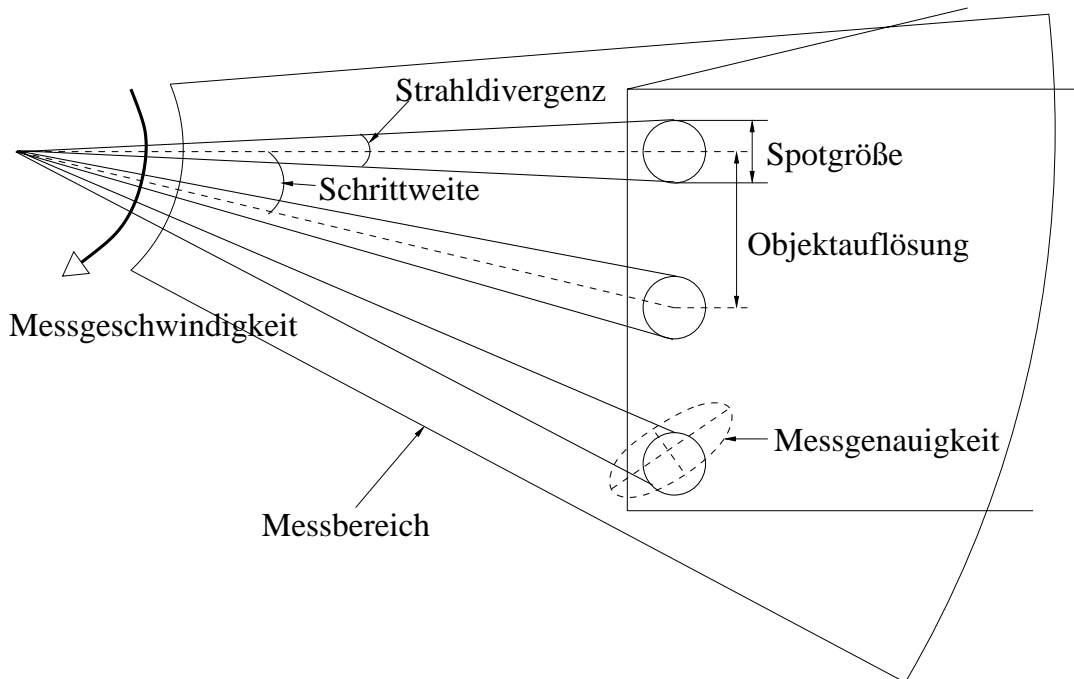 Strahldivergenz
Spotgröße
Schrittweite
Objektauflösung
Messgeschwindigkeit
Messgenauigkeit
Messbereich